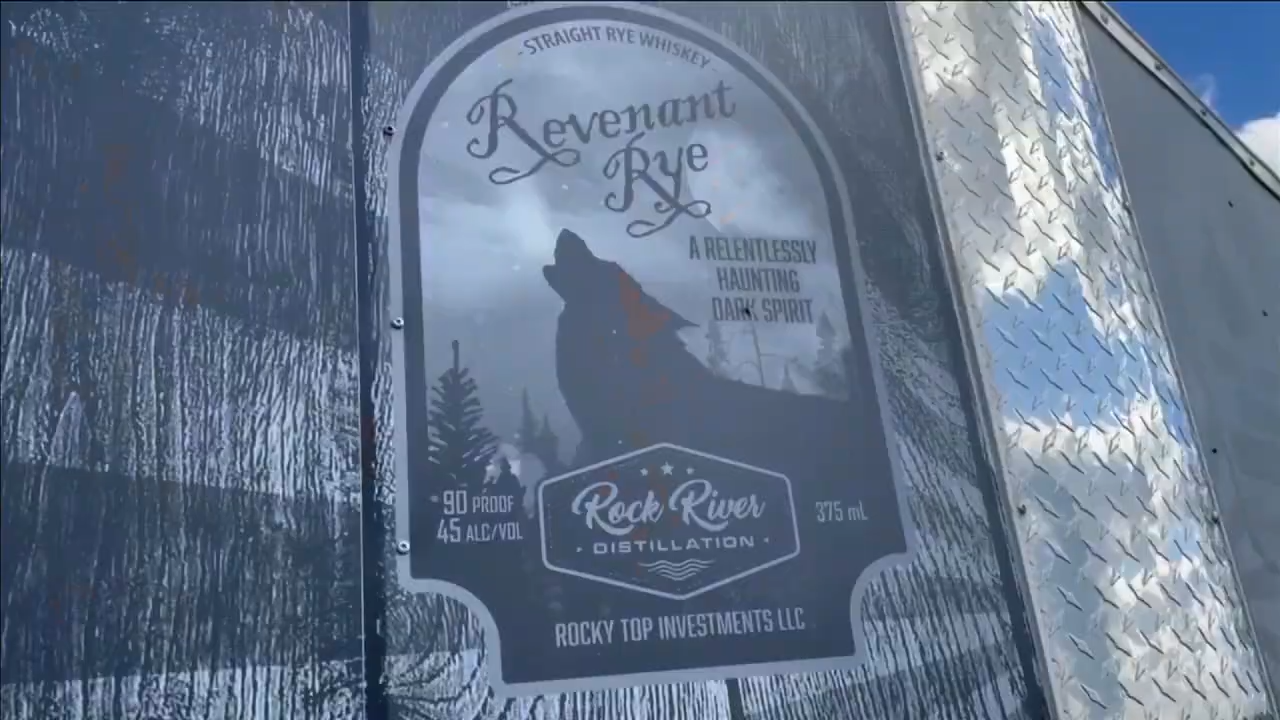 - STRAIGHT RYE WHISKEY -
Revenant
Rye
A RELENTLESSLY
HAUNTING
DARK SPIRIT
90 PROOF
45 ALC/VOL
Rock River
• DISTILLATION •
375 mL
ROCKY TOP INVESTMENTS LLC